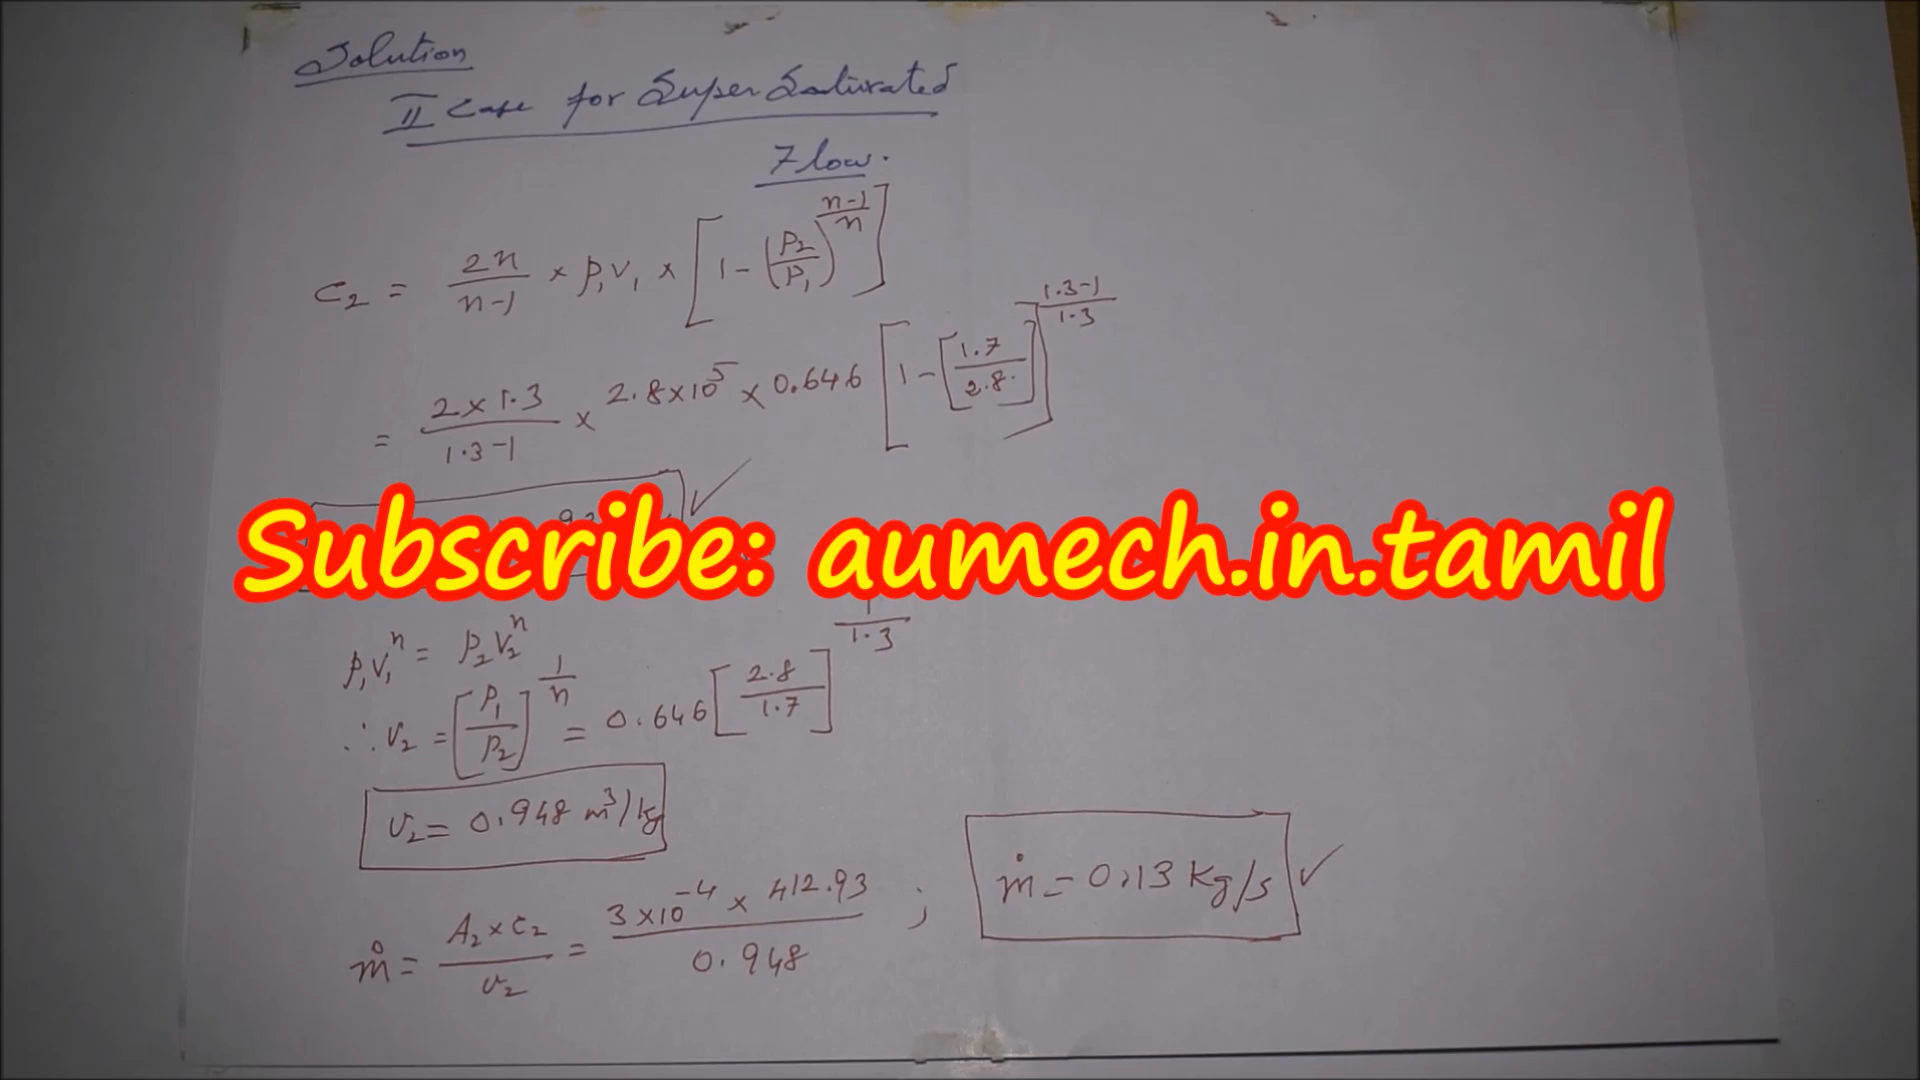 Solution
II Case for Super Saturated
Flow.
C₂ = 2n/(n-1) × P₁V₁ × [1 - (P₂/P₁)^((n-1)/n)]
= (2×1.3)/(1.3-1) × 2.8×10⁵ × 0.646 [1 - [1.7/2.8.]]^((1.3-1)/1.3)
Subscribe: aumech.in.tamil
P₁V₁ⁿ = P₂V₂ⁿ
∴ V₂ = [P₁/P₂]^(1/n) = 0.646 [2.8/1.7]^(1/1.3)
V₂ = 0.948 m³/kg
ṁ = (A₂×C₂)/V₂ = (3×10⁻⁴ × 412.93)/0.948 ; ṁ = 0.13 Kg/s